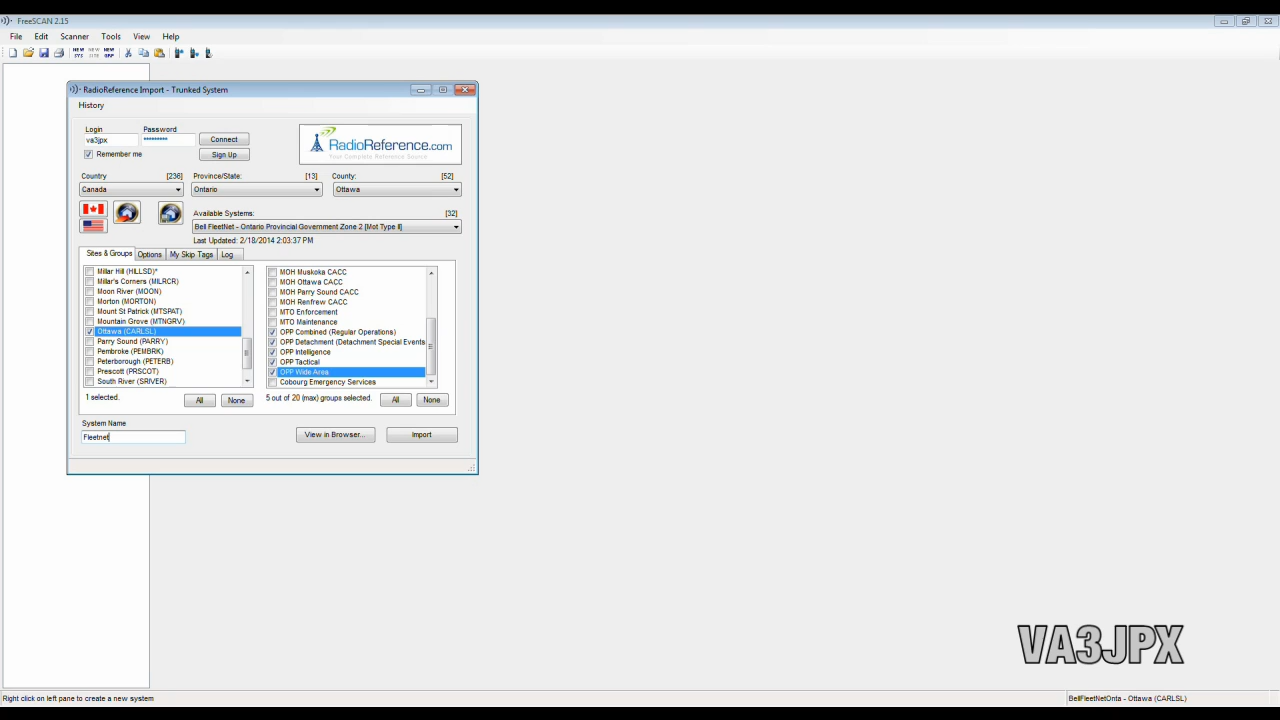 FreeSCAN 2.15
File Edit Scanner Tools View Help
NEW SYS NEW SITE NEW GRP
RadioReference Import - Trunked System
History
Login Password
va3jpx ********* Connect
Remember me Sign Up
RadioReference.com
Your Complete Reference Source
Country [236] Province/State: [13] County: [52]
Canada Ontario Ottawa
Available Systems: [32]
Bell FleetNet - Ontario Provincial Government Zone 2 [Mot Type II]
Last Updated: 2/18/2014 2:03:37 PM
Sites & Groups Options My Skip Tags Log
Millar Hill (HILLSD)*
Millar's Corners (MILRCR)
Moon River (MOON)
Morton (MORTON)
Mount St Patrick (MTSPAT)
Mountain Grove (MTNGRV)
Ottawa (CARLSL)
Parry Sound (PARRY)
Pembroke (PEMBRK)
Peterborough (PETERB)
Prescott (PRSCOT)
South River (SRIVER)
MOH Muskoka CACC
MOH Ottawa CACC
MOH Parry Sound CACC
MOH Renfrew CACC
MTO Enforcement
MTO Maintenance
OPP Combined (Regular Operations)
OPP Detachment (Detachment Special Events
OPP Intelligence
OPP Tactical
OPP Wide Area
Cobourg Emergency Services
1 selected. All None
5 out of 20 (max) groups selected. All None
System Name
Fleetnet
View in Browser... Import
VA3JPX
Right click on left pane to create a new system
BellFleetNetOnta - Ottawa (CARLSL)